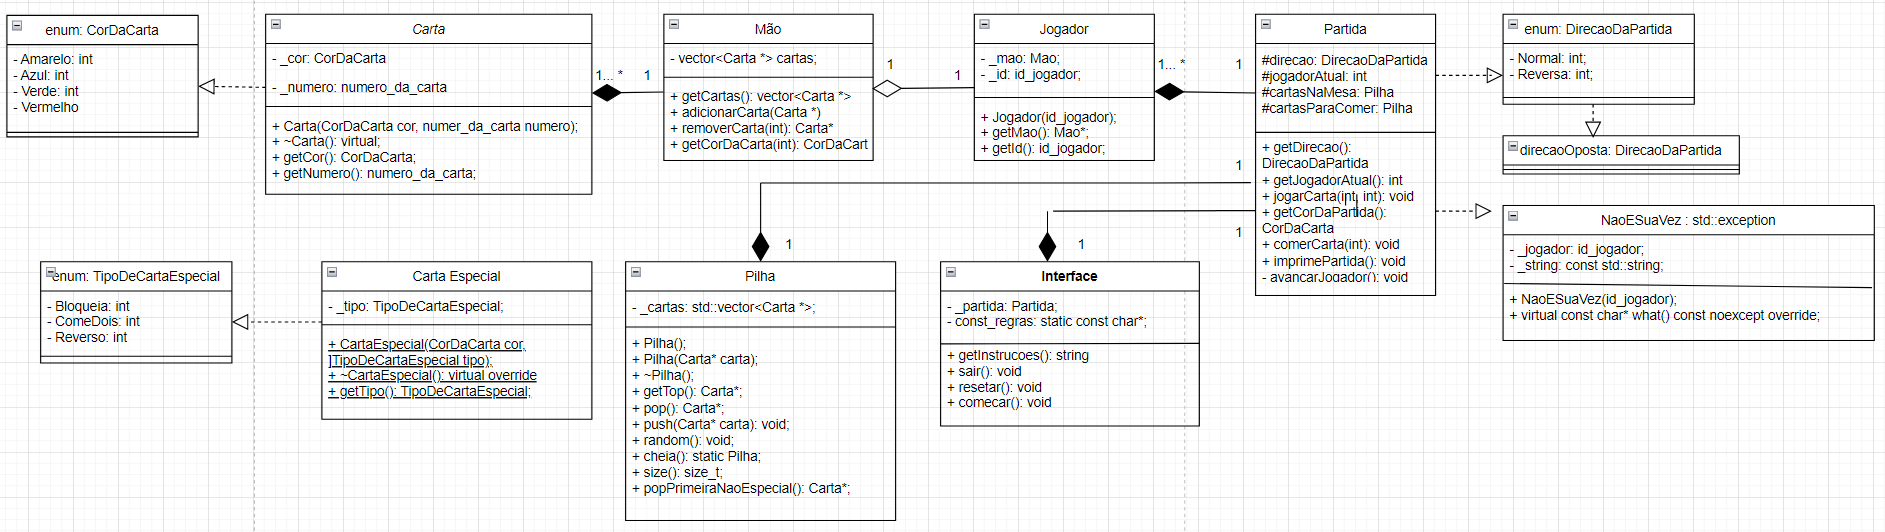 enum: CorDaCarta
- Amarelo: int
- Azul: int
- Verde: int
- Vermelho
Carta
- _cor: CorDaCarta
- _numero: numero_da_carta
+ Carta(CorDaCarta cor, numer_da_carta numero);
+ ~Carta(): virtual;
+ getCor(): CorDaCarta;
+ getNumero(): numero_da_carta;
1... *
1
Mão
- vector<Carta *> cartas;
+ getCartas(): vector<Carta *>
+ adicionarCarta(Carta *)
+ removerCarta(int): Carta*
+ getCorDaCarta(int): CorDaCart
1
1
Jogador
- _mao: Mao;
- _id: id_jogador;
+ Jogador(id_jogador);
+ getMao(): Mao*;
+ getId(): id_jogador;
1... *
1
Partida
#direcao: DirecaoDaPartida
#jogadorAtual: int
#cartasNaMesa: Pilha
#cartasParaComer: Pilha
+ getDirecao():
DirecaoDaPartida
+ getJogadorAtual(): int
+ jogarCarta(int, int): void
+ getCorDaPartida():
CorDaCarta
+ comerCarta(int): void
+ imprimePartida(): void
- avancarJogador(): void
enum: DirecaoDaPartida
- Normal: int;
- Reversa: int;
direcaoOposta: DirecaoDaPartida
NaoESuaVez : std::exception
- _jogador: id_jogador;
- _string: const std::string;
+ NaoESuaVez(id_jogador);
+ virtual const char* what() const noexcept override;
1
1
1
1
enum: TipoDeCartaEspecial
- Bloqueia: int
- ComeDois: int
- Reverso: int
Carta Especial
- _tipo: TipoDeCartaEspecial;
+ CartaEspecial(CorDaCarta cor,
]TipoDeCartaEspecial tipo);
+ ~CartaEspecial(): virtual override
+ getTipo(): TipoDeCartaEspecial;
Pilha
- _cartas: std::vector<Carta *>;
+ Pilha();
+ Pilha(Carta* carta);
+ ~Pilha();
+ getTop(): Carta*;
+ pop(): Carta*;
+ push(Carta* carta): void;
+ random(): void;
+ cheia(): static Pilha;
+ size(): size_t;
+ popPrimeiraNaoEspecial(): Carta*;
Interface
- _partida: Partida;
- const_regras: static const char*;
+ getInstrucoes(): string
+ sair(): void
+ resetar(): void
+ comecar(): void